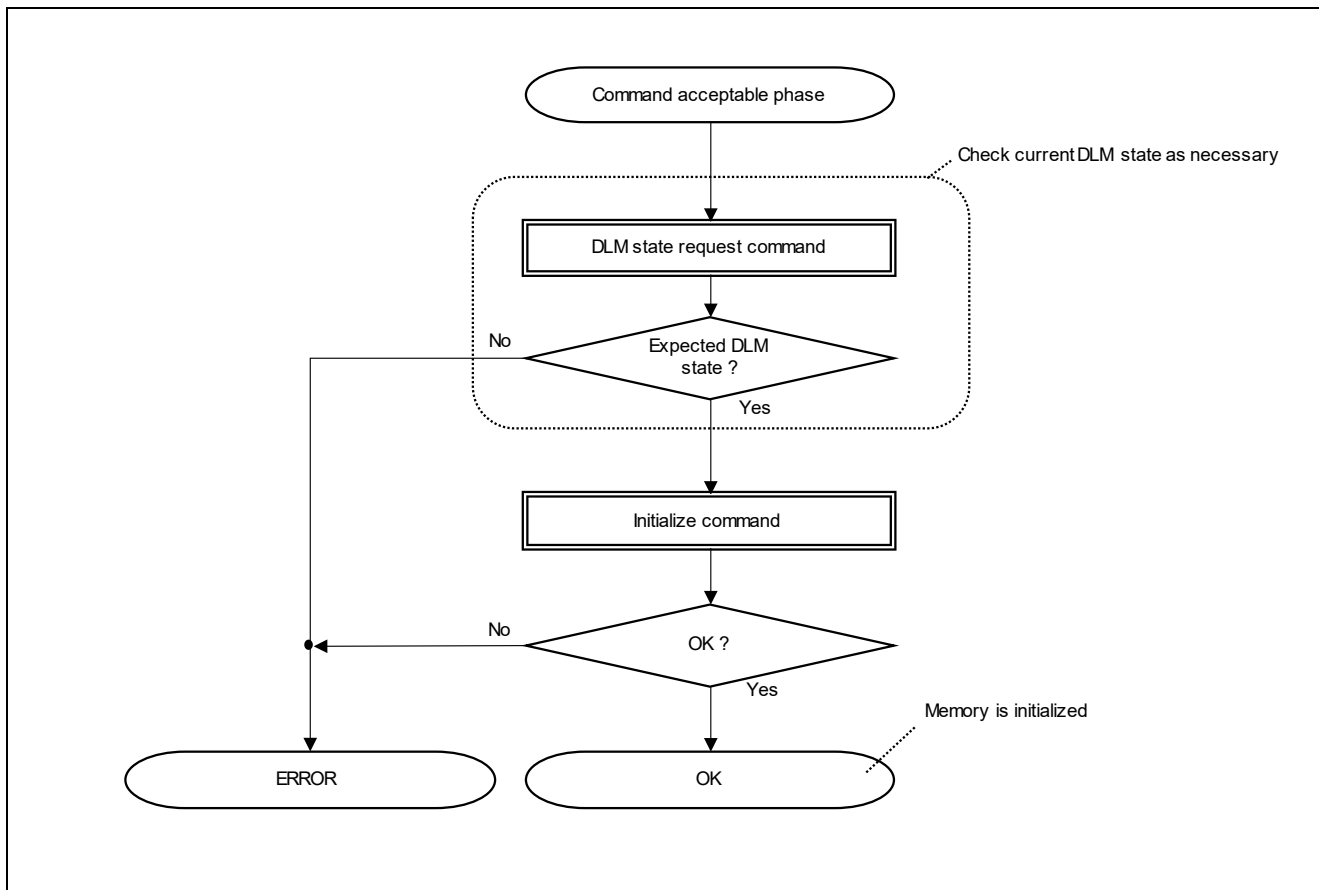 Command acceptable phase
Check current DLM state as necessary
DLM state request command
No
Expected DLM
state ?
Yes
Initialize command
No
OK ?
Yes
Memory is initialized
ERROR
OK